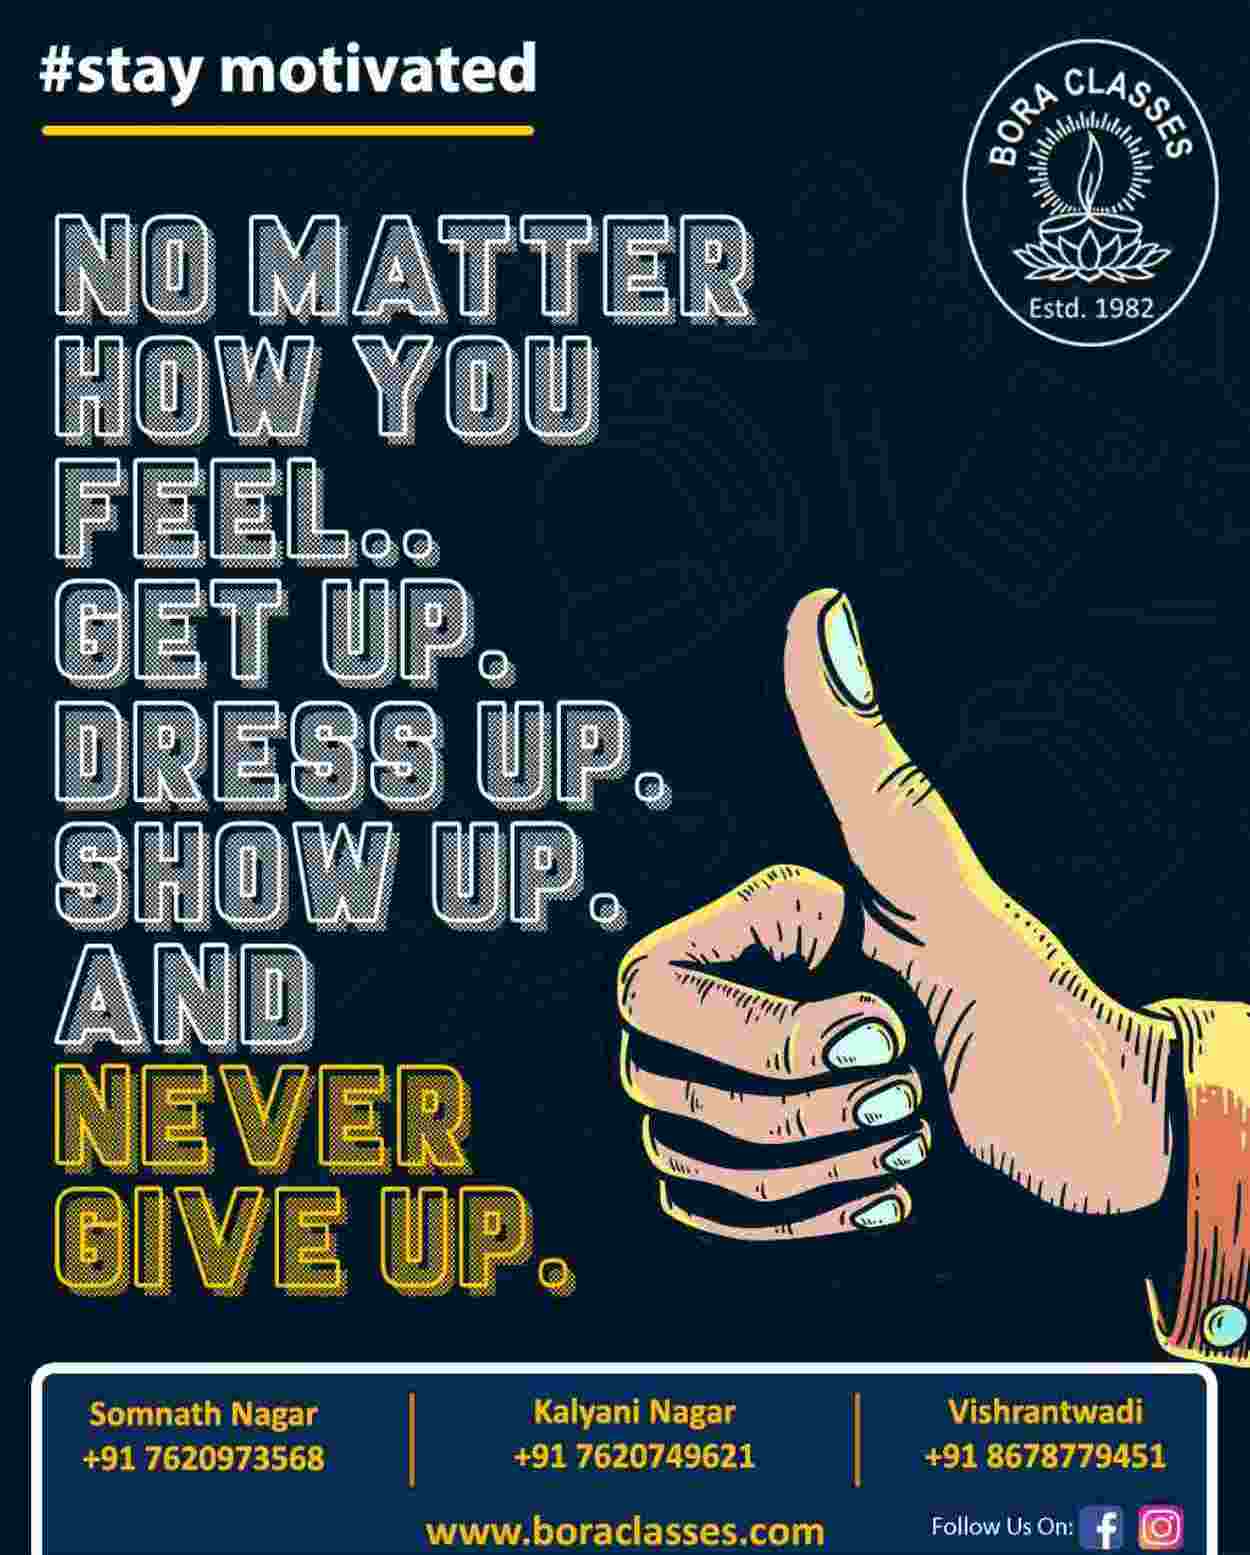 #stay motivated
BORA CLASSES
Estd. 1982
NO MATTER
HOW YOU
FEEL..
GET UP.
DRESS UP.
SHOW UP.
AND
NEVER
GIVE UP.
Somnath Nagar
+91 7620973568
Kalyani Nagar
+91 7620749621
Vishrantwadi
+91 8678779451
www.boraclasses.com
Follow Us On: